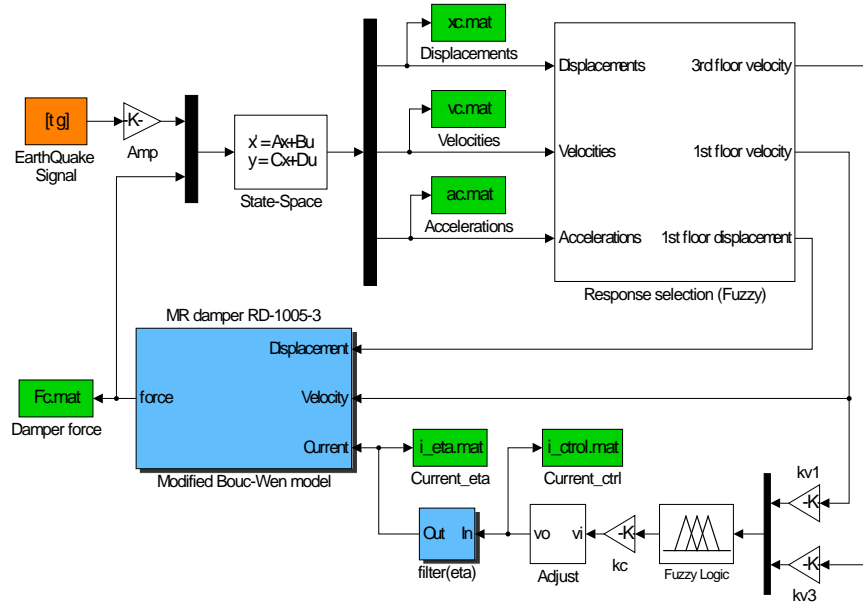 xc.mat
Displacements
Displacements
3rd floor velocity
[t g]
EarthQuake
Signal
-K-
Amp
x' = Ax+Bu
y = Cx+Du
State-Space
vc.mat
Velocities
Velocities
1st floor velocity
ac.mat
Accelerations
Accelerations
1st floor displacement
Response selection (Fuzzy)
MR damper RD-1005-3
Displacement
Fc.mat
Damper force
force
Velocity
Current
Modified Bouc-Wen model
i_eta.mat
Current_eta
i_ctrol.mat
Current_ctrl
Out
In
filter(eta)
vo
vi
Adjust
-K
kc
Fuzzy Logic
kv1
-K
-K
kv3